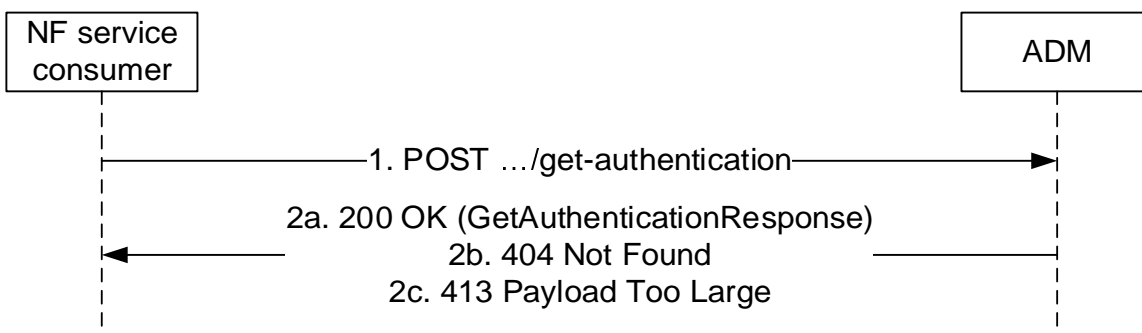 NF service
consumer
ADM
1. POST …/get-authentication
2a. 200 OK (GetAuthenticationResponse)
2b. 404 Not Found
2c. 413 Payload Too Large